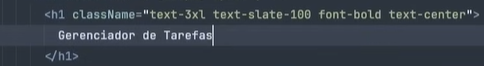 <h1 className="text-3xl text-slate-100 font-bold text-center">
Gerenciador de Tarefas
</h1>